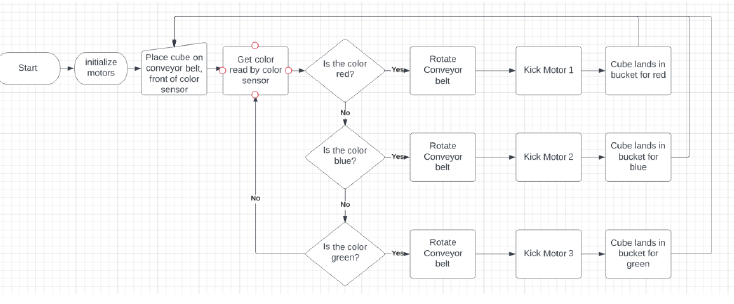 Start
initialize
motors
Place cube on
conveyor belt,
front of color
sensor
Get color
read by color
sensor
Is the color
red?
Yes
Rotate
Conveyor
belt
Kick Motor 1
Cube lands in
bucket for red
No
Is the color
blue?
Yes
Rotate
Conveyor
belt
Kick Motor 2
Cube lands in
bucket for
blue
No
No
Is the color
green?
Yes
Rotate
Conveyor
belt
Kick Motor 3
Cube lands in
bucket for
green